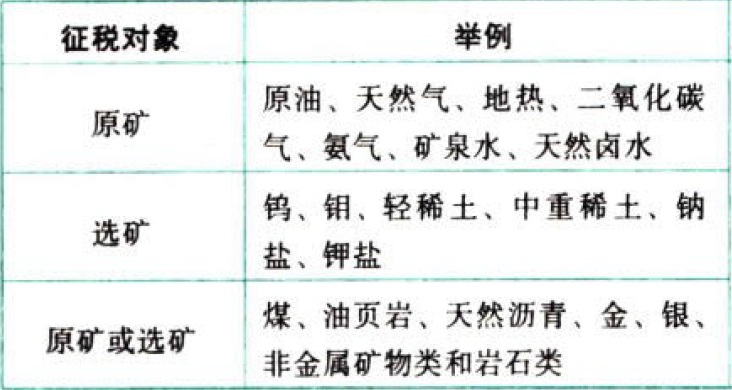 征税对象
举例
原矿
原油、天然气、地热、二氧化碳
气、氨气、矿泉水、天然卤水
选矿
钨、钼、轻稀土、中重稀土、钠
盐、钾盐
原矿或选矿
煤、油页岩、天然沥青、金、银、
非金属矿物类和岩石类